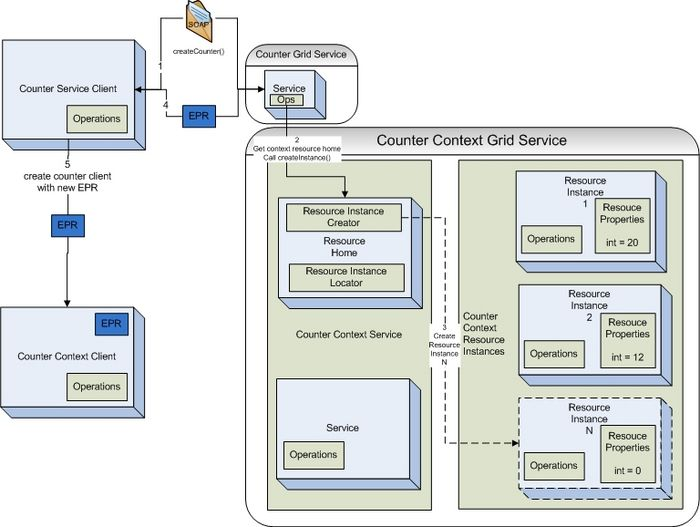 SOAP
createCounter()
1
4
EPR
Counter Service Client
Operations
Counter Grid Service
Service
Ops
2
Get context resource home
Call createInstance()
5
create counter client
with new EPR
EPR
EPR
Counter Context Client
Operations
Counter Context Grid Service
Resource Instance
Creator
Resource
Home
Resource Instance
Locator
Counter Context Service
Service
Operations
3
Create
Resource
Instance
N
Counter
Context
Resource
Instances
Resource
Instance
1
Resouce
Properties
int = 20
Operations
Resource
Instance
2
Resouce
Properties
int = 12
Operations
Resource
Instance
N
Resouce
Properties
int = 0
Operations